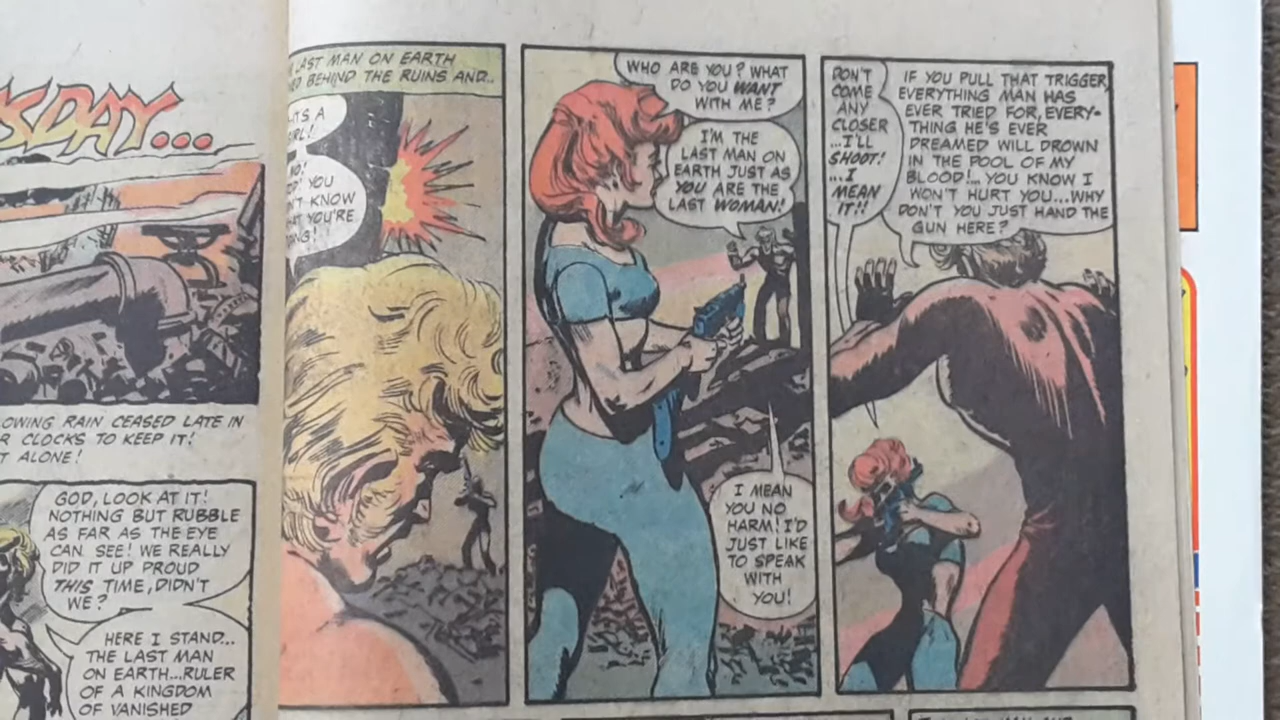 SDAY...
LOWING RAIN CEASED LATE IN
R CLOCKS TO KEEP IT!
T ALONE!
GOD, LOOK AT IT!
NOTHING BUT RUBBLE
AS FAR AS THE EYE
CAN SEE! WE REALLY
DID IT UP PROUD
THIS TIME, DIDN'T
WE?
HERE I STAND...
THE LAST MAN
ON EARTH...RULER
OF A KINGDOM
OF VANISHED
LAST MAN ON EARTH
BEHIND THE RUINS AND..
IT'S A
YOU
KNOW
YOU'RE
WHO ARE YOU? WHAT
DO YOU WANT
WITH ME?
I'M THE
LAST MAN ON
EARTH JUST AS
YOU ARE THE
LAST WOMAN!
I MEAN
YOU NO
HARM! I'D
JUST LIKE
TO SPEAK
WITH
YOU!
DON'T
COME
ANY
CLOSER
...I'LL
SHOOT!
...I
MEAN
IT!!
IF YOU PULL THAT TRIGGER,
EVERYTHING MAN HAS
EVER TRIED FOR, EVERY-
THING HE'S EVER
DREAMED WILL DROWN
IN THE POOL OF MY
BLOOD!... YOU KNOW I
WON'T HURT YOU...WHY
DON'T YOU JUST HAND THE
GUN HERE?